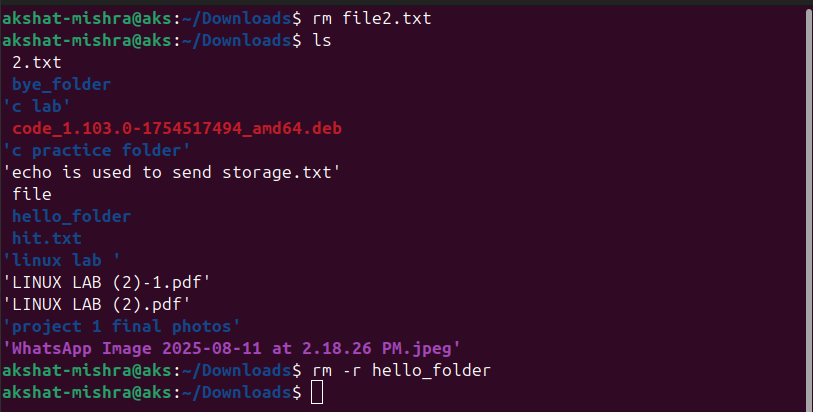 akshat-mishra@aks:~/Downloads$ rm file2.txt
akshat-mishra@aks:~/Downloads$ ls
 2.txt
 bye_folder
'c lab'
 code_1.103.0-1754517494_amd64.deb
'c practice folder'
'echo is used to send storage.txt'
 file
 hello_folder
 hit.txt
'linux lab '
'LINUX LAB (2)-1.pdf'
'LINUX LAB (2).pdf'
'project 1 final photos'
'WhatsApp Image 2025-08-11 at 2.18.26 PM.jpeg'
akshat-mishra@aks:~/Downloads$ rm -r hello_folder
akshat-mishra@aks:~/Downloads$